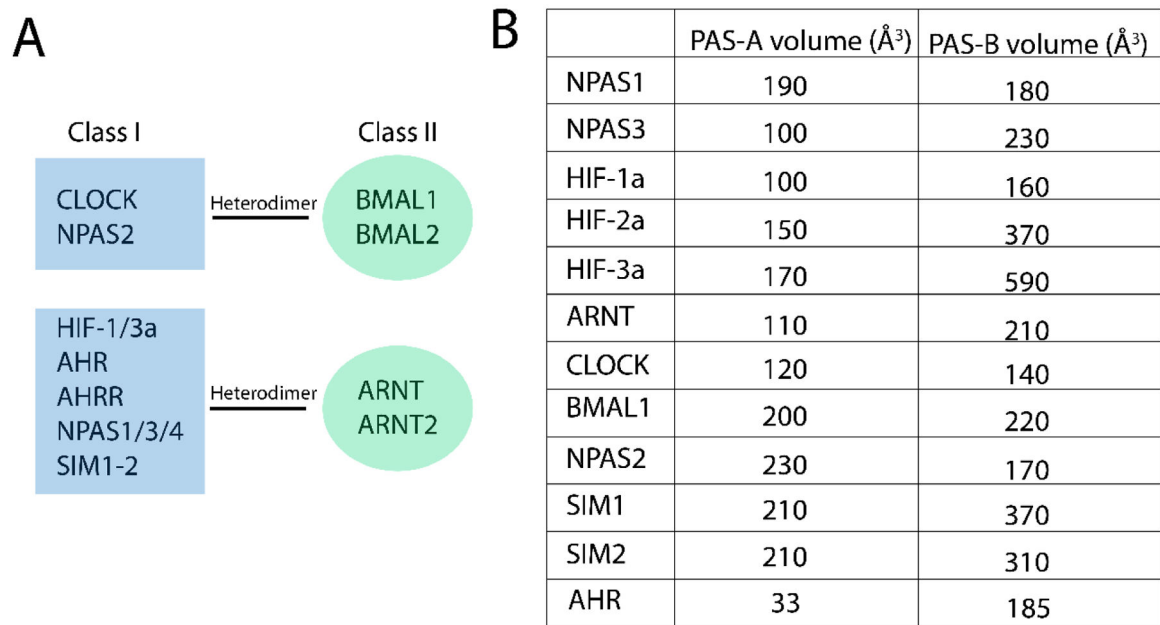 A
Class I
Class II
CLOCK
NPAS2
Heterodimer
BMAL1
BMAL2
HIF-1/3a
AHR
AHRR
NPAS1/3/4
SIM1-2
Heterodimer
ARNT
ARNT2
B
PAS-A volume (Å³) PAS-B volume (Å³)
NPAS1 190 180
NPAS3 100 230
HIF-1a 100 160
HIF-2a 150 370
HIF-3a 170 590
ARNT 110 210
CLOCK 120 140
BMAL1 200 220
NPAS2 230 170
SIM1 210 370
SIM2 210 310
AHR 33 185